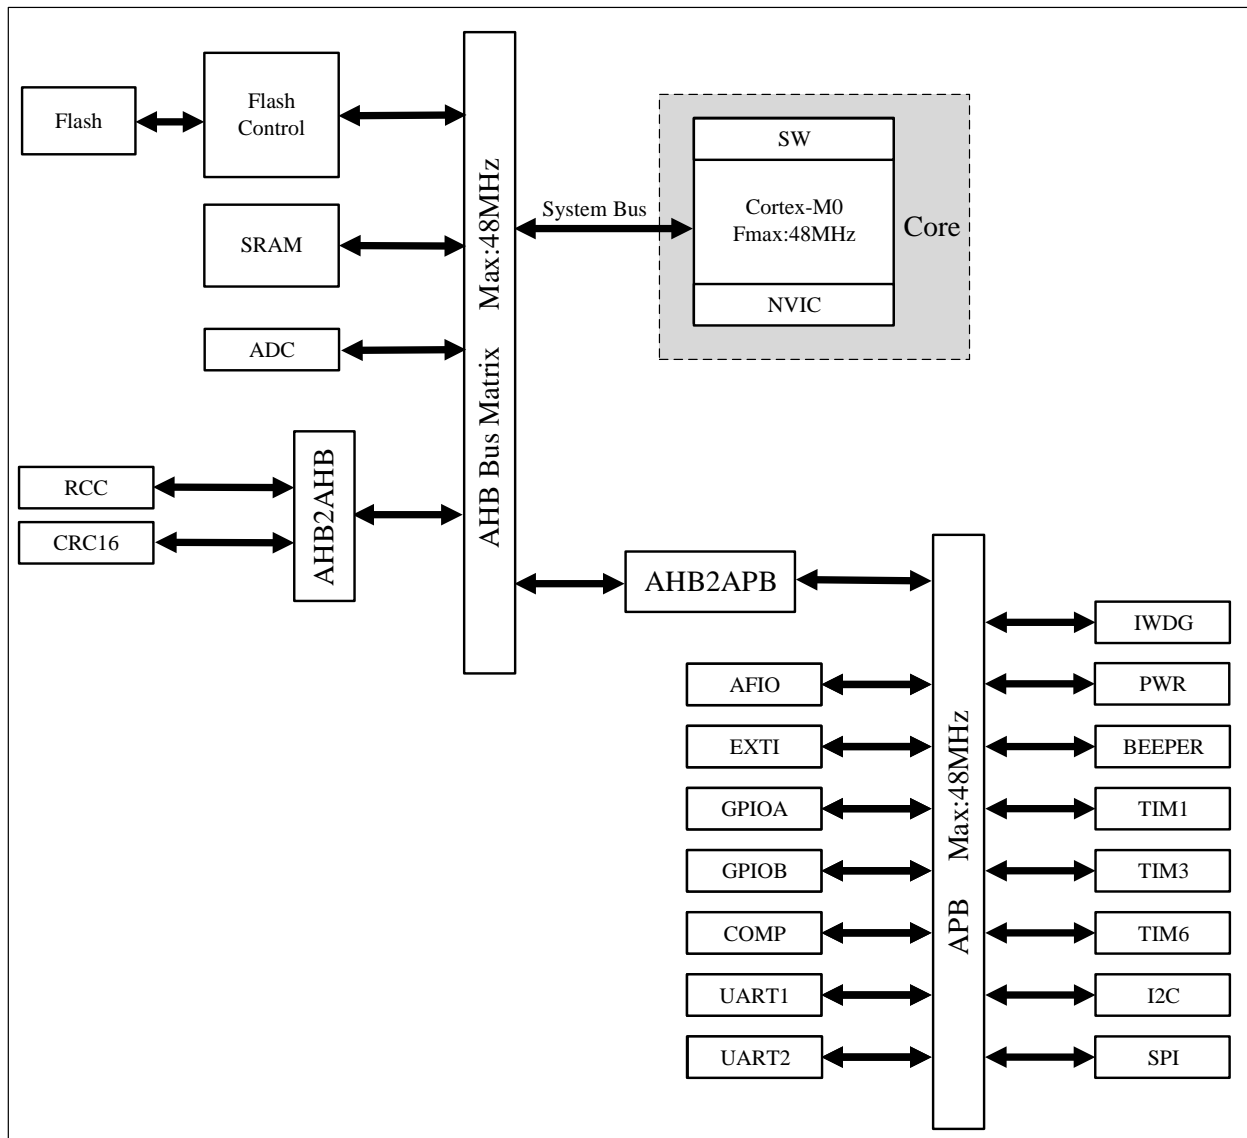 Flash
Flash
Control
SRAM
ADC
RCC
CRC16
AHB2AHB
AHB Bus Matrix Max:48MHz
System Bus
SW
Cortex-M0
Fmax:48MHz
NVIC
Core
AHB2APB
APB Max:48MHz
AFIO
EXTI
GPIOA
GPIOB
COMP
UART1
UART2
IWDG
PWR
BEEPER
TIM1
TIM3
TIM6
I2C
SPI